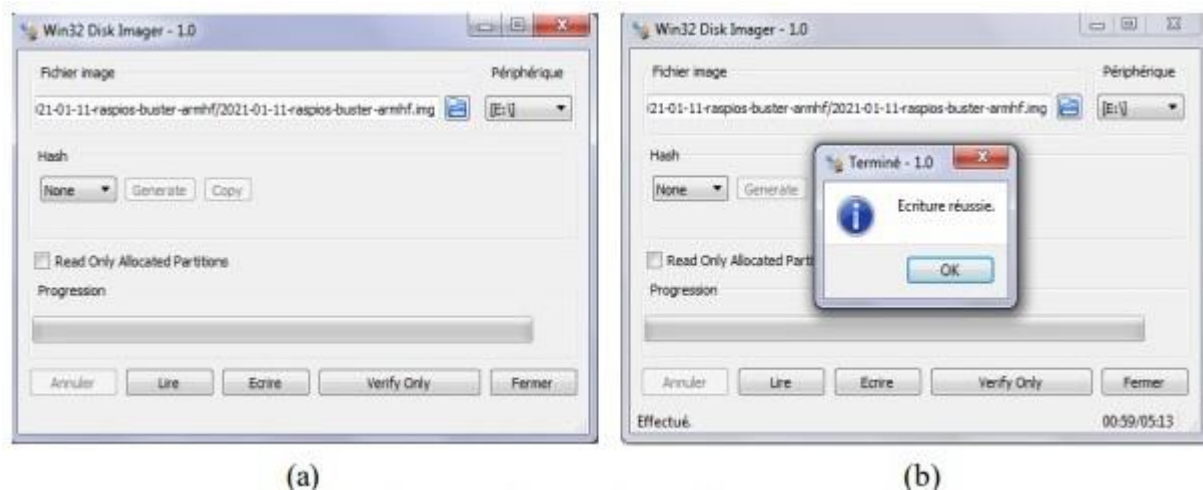 Win32 Disk Imager - 1.0
Fichier image
Périphérique
21-01-11-raspios-buster-armhf/2021-01-11-raspios-buster-armhf.img
[E:\]
Hash
None
Generate
Copy
Read Only Allocated Partitions
Progression
Annuler
Lire
Ecrire
Verify Only
Fermer
(a)
Win32 Disk Imager - 1.0
Fichier image
Périphérique
21-01-11-raspios-buster-armhf/2021-01-11-raspios-buster-armhf.img
[E:\]
Hash
None
Generate
Terminé - 1.0
Ecriture réussie.
OK
Read Only Allocated Parti
Progression
Annuler
Lire
Ecrire
Verify Only
Fermer
Effectué.
00:59/05:13
(b)